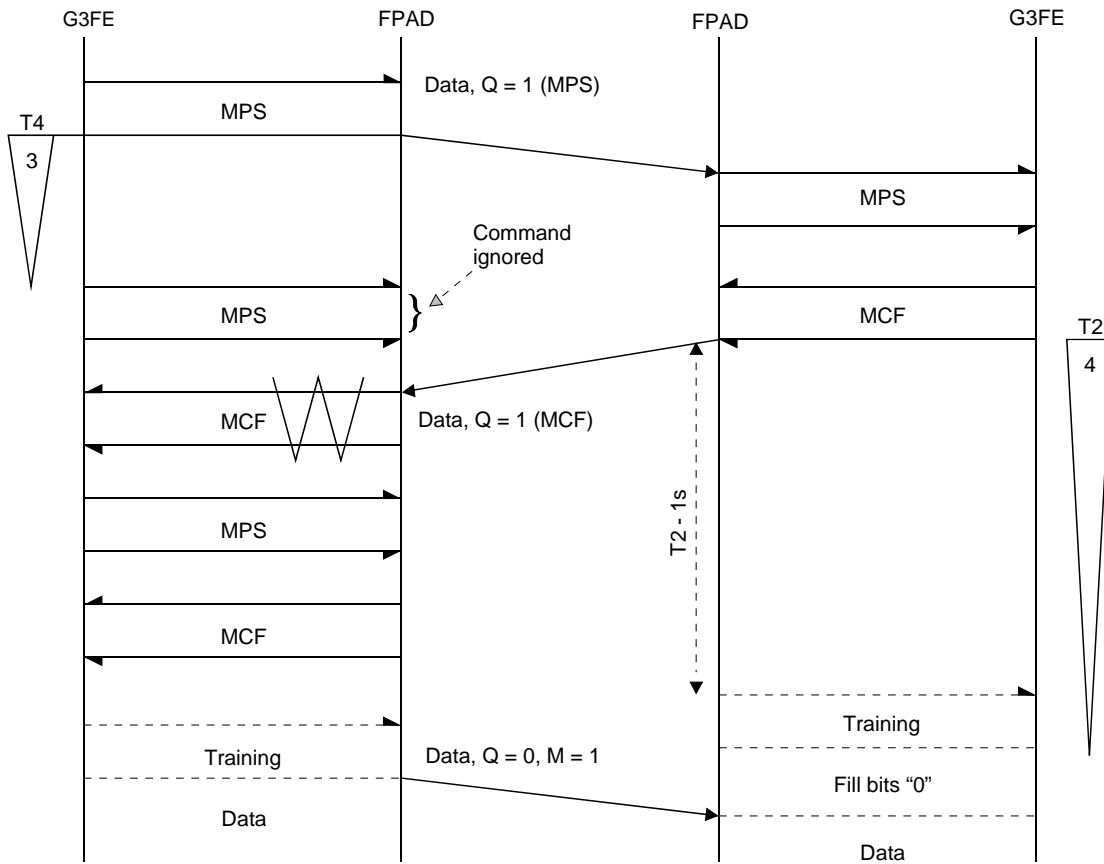 G3FE
FPAD
FPAD
G3FE
Data, Q = 1 (MPS)
MPS
T4
3
MPS
Command
ignored
MPS
}
MCF
T2
4
MCF
Data, Q = 1 (MCF)
T2 - 1s
MPS
MCF
Training
Training
Data, Q = 0, M = 1
Fill bits “0”
Data
Data